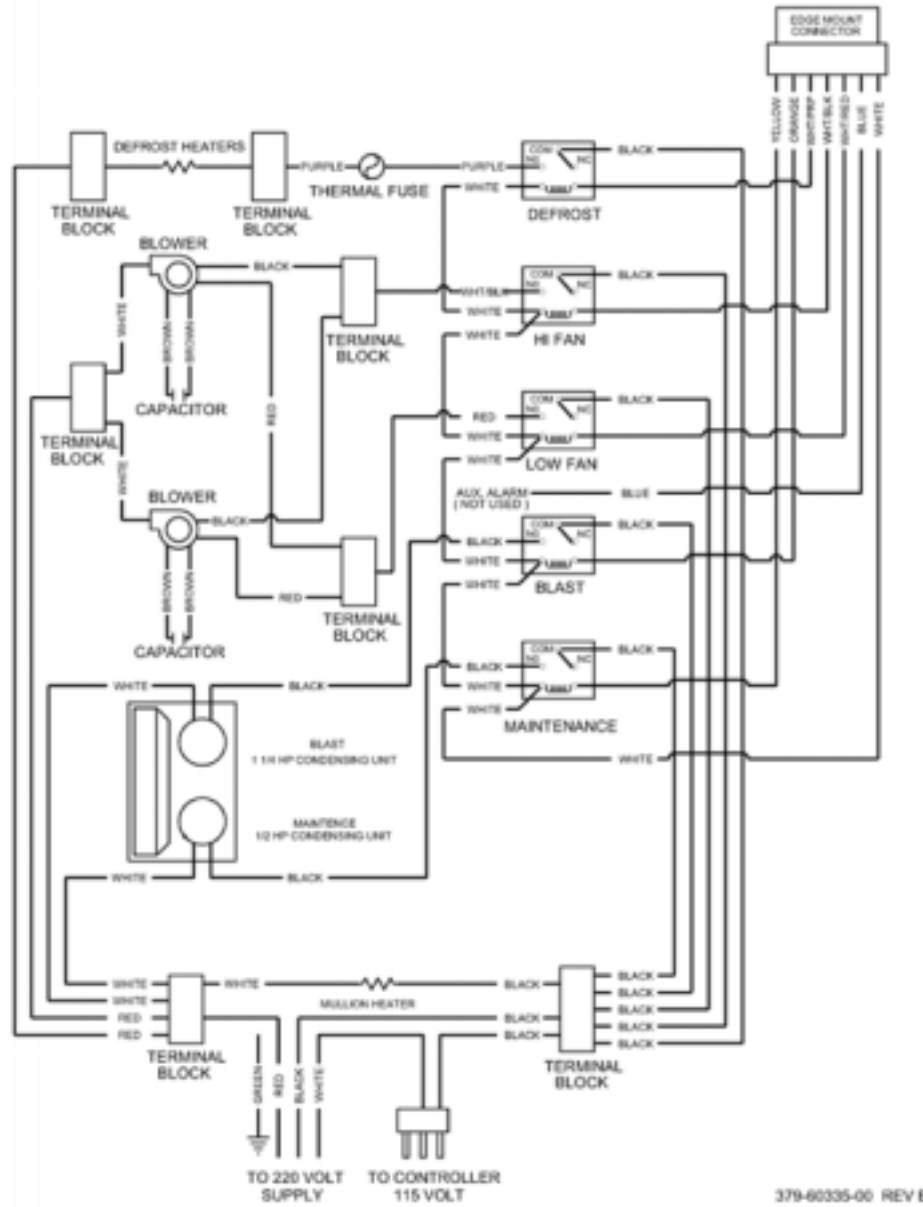 EDGE MOUNT
CONNECTOR
YELLOW
ORANGE
WHT/PRP
WHT/BLK
WHT/RED
BLUE
WHITE
DEFROST HEATERS
TERMINAL
BLOCK
TERMINAL
BLOCK
PURPLE
THERMAL FUSE
PURPLE
COM
NO
NC
BLACK
WHITE
DEFROST
BLOWER
BLACK
WHITE
BROWN
BROWN
CAPACITOR
RED
TERMINAL
BLOCK
WHT/BLK
COM
NO
NC
BLACK
WHITE
WHITE
HI FAN
TERMINAL
BLOCK
WHITE
RED
COM
NO
NC
BLACK
WHITE
WHITE
LOW FAN
AUX. ALARM
( NOT USED )
BLUE
BLOWER
BLACK
BROWN
BROWN
CAPACITOR
RED
TERMINAL
BLOCK
BLACK
COM
NO
NC
BLACK
WHITE
WHITE
BLAST
BLACK
COM
NO
NC
BLACK
WHITE
WHITE
MAINTENANCE
WHITE
WHITE
BLACK
BLAST
1 1/4 HP CONDENSING UNIT
MAINTENCE
1/2 HP CONDENSING UNIT
WHITE
BLACK
WHITE
WHITE
RED
RED
TERMINAL
BLOCK
WHITE
MULLION HEATER
BLACK
BLACK
BLACK
BLACK
BLACK
BLACK
BLACK
BLACK
TERMINAL
BLOCK
GREEN
RED
BLACK
WHITE
TO 220 VOLT
SUPPLY
TO CONTROLLER
115 VOLT
379-60335-00 REV